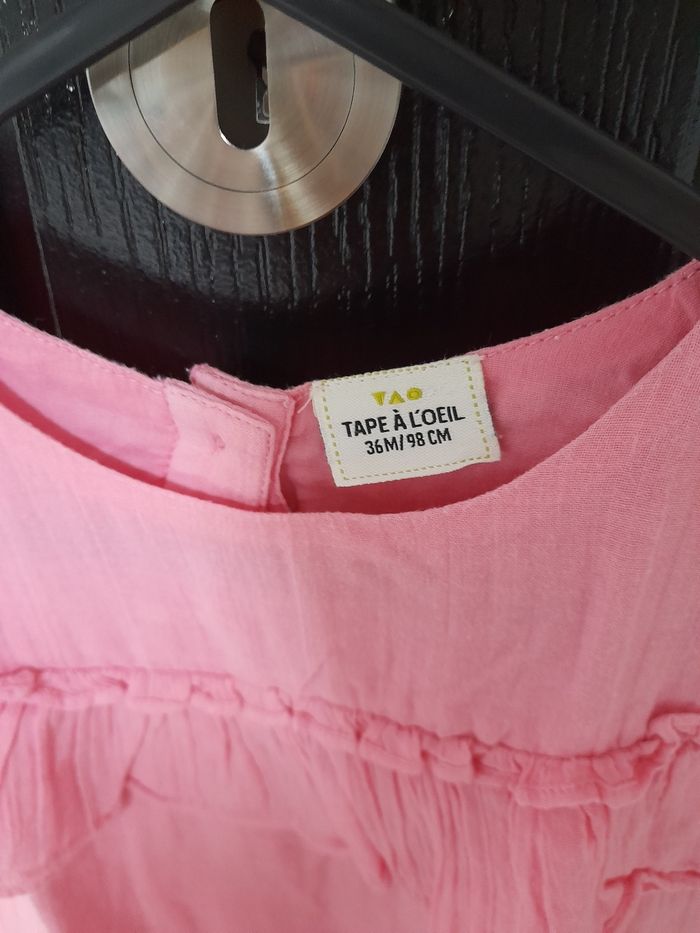 TAO
TAPE À L'OEIL
36M/98 CM